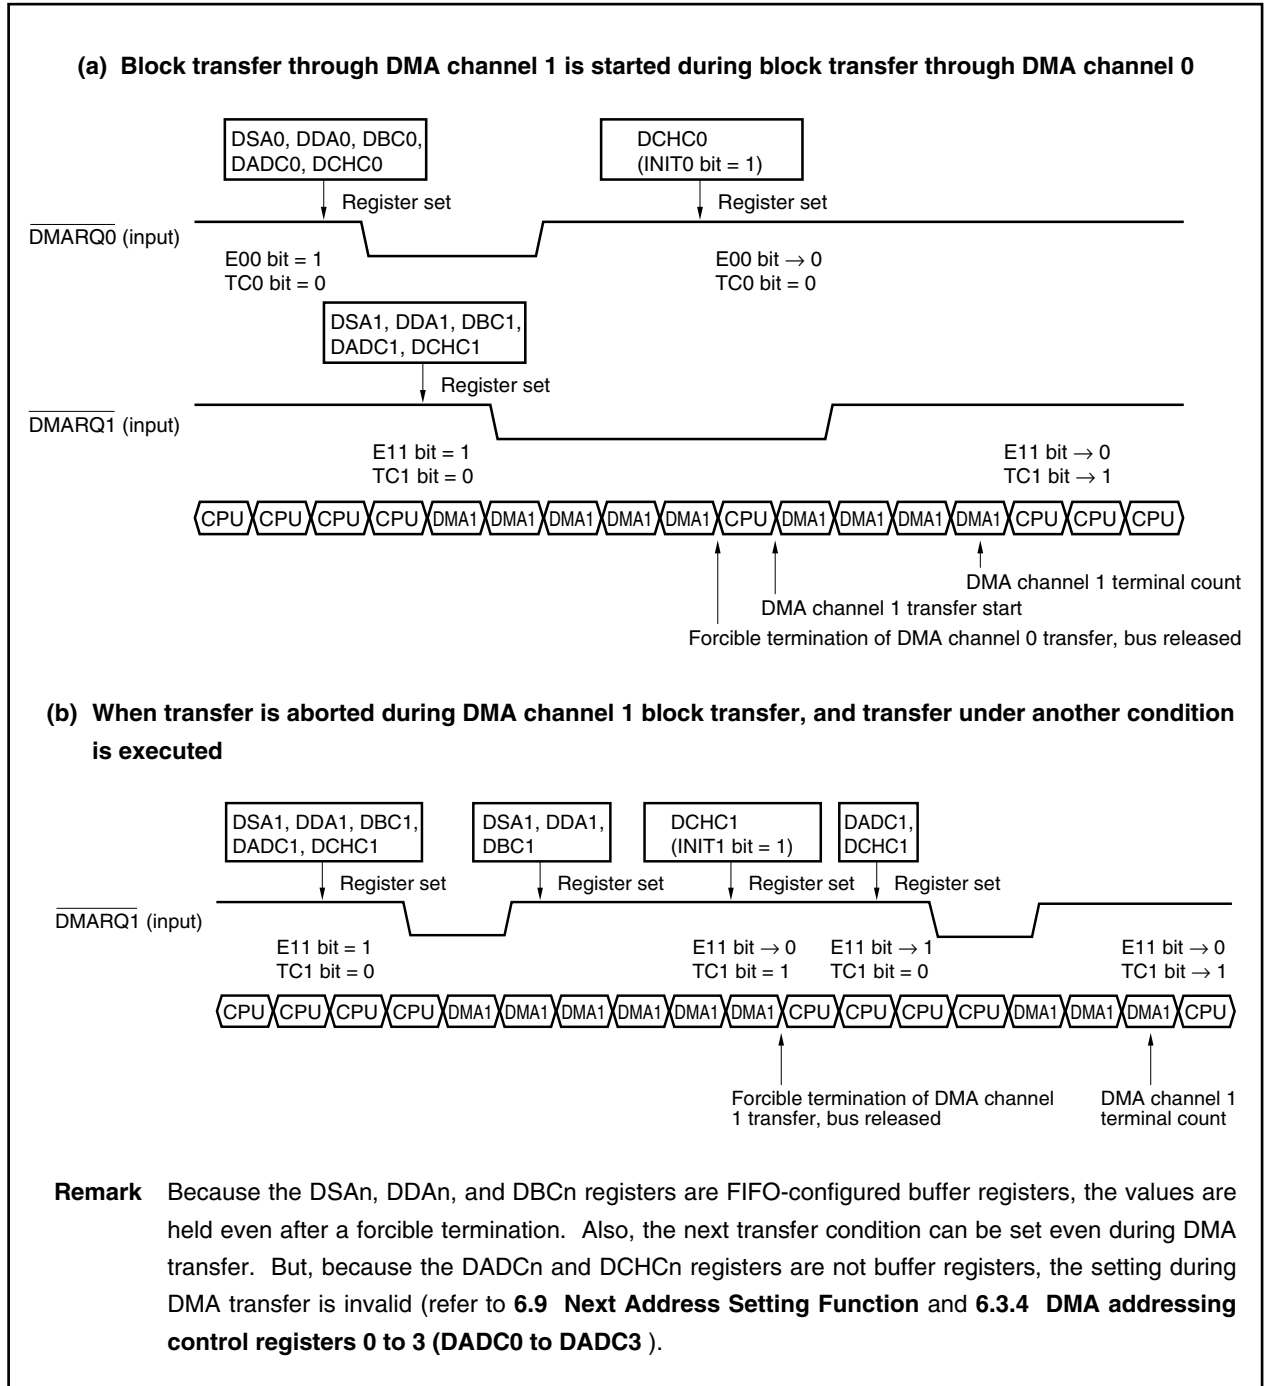 (a) Block transfer through DMA channel 1 is started during block transfer through DMA channel 0
DSA0, DDA0, DBC0,
DADC0, DCHC0
DCHC0
(INIT0 bit = 1)
Register set
Register set
DMARQ0 (input)
E00 bit = 1
TC0 bit = 0
E00 bit → 0
TC0 bit = 0
DSA1, DDA1, DBC1,
DADC1, DCHC1
Register set
DMARQ1 (input)
E11 bit = 1
TC1 bit = 0
E11 bit → 0
TC1 bit → 1
CPU CPU CPU CPU DMA1 DMA1 DMA1 DMA1 DMA1 CPU DMA1 DMA1 DMA1 DMA1 CPU CPU CPU
DMA channel 1 terminal count
DMA channel 1 transfer start
Forcible termination of DMA channel 0 transfer, bus released
(b) When transfer is aborted during DMA channel 1 block transfer, and transfer under another condition
is executed
DSA1, DDA1, DBC1,
DADC1, DCHC1
DSA1, DDA1,
DBC1
DCHC1
(INIT1 bit = 1)
DADC1,
DCHC1
Register set
Register set
Register set
Register set
DMARQ1 (input)
E11 bit = 1
TC1 bit = 0
E11 bit → 0
TC1 bit = 1
E11 bit → 1
TC1 bit = 0
E11 bit → 0
TC1 bit → 1
CPU CPU CPU CPU DMA1 DMA1 DMA1 DMA1 DMA1 DMA1 CPU CPU CPU CPU DMA1 DMA1 DMA1 CPU
Forcible termination of DMA channel
1 transfer, bus released
DMA channel 1
terminal count
Remark Because the DSAn, DDAn, and DBCn registers are FIFO-configured buffer registers, the values are
held even after a forcible termination. Also, the next transfer condition can be set even during DMA
transfer. But, because the DADCn and DCHCn registers are not buffer registers, the setting during
DMA transfer is invalid (refer to 6.9 Next Address Setting Function and 6.3.4 DMA addressing
control registers 0 to 3 (DADC0 to DADC3 ).